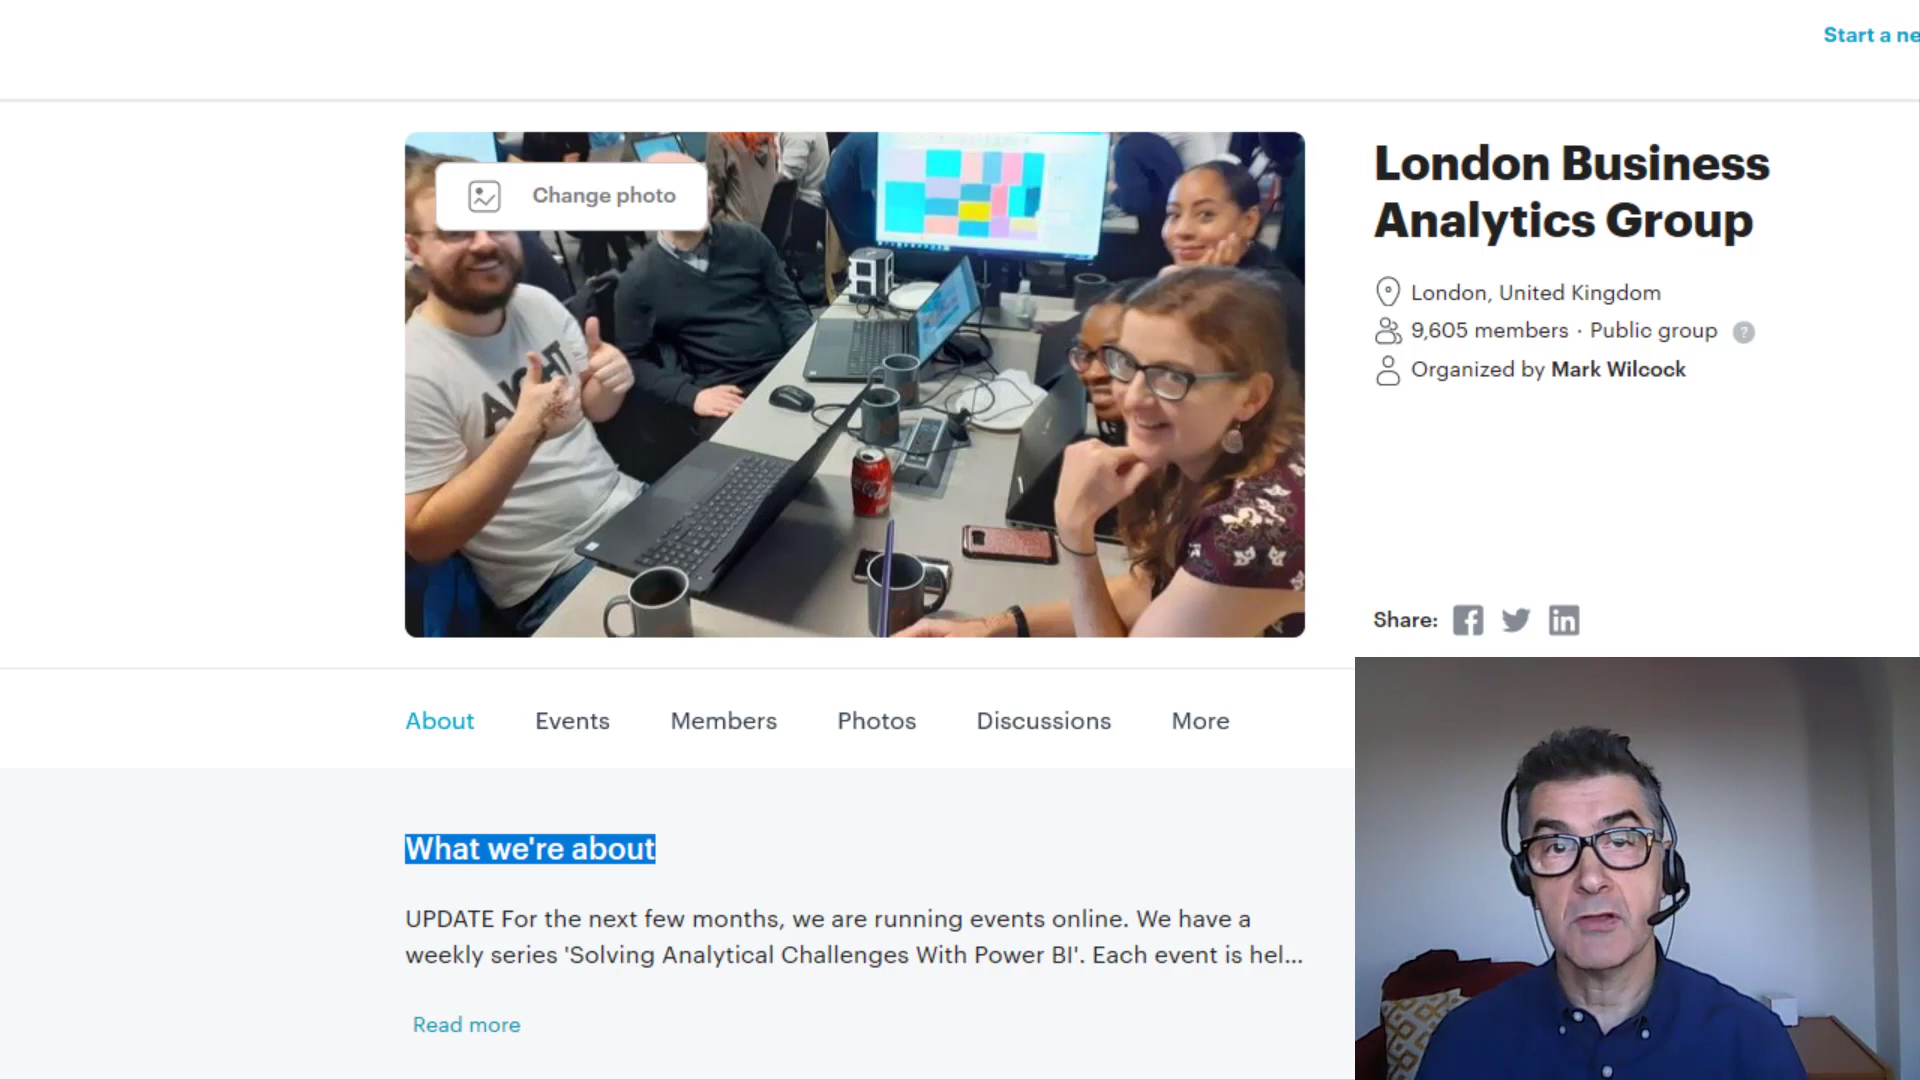 Start a ne
Change photo
London Business
Analytics Group
London, United Kingdom
9,605 members · Public group ?
Organized by Mark Wilcock
Share:
About Events Members Photos Discussions More
What we're about
UPDATE For the next few months, we are running events online. We have a
weekly series 'Solving Analytical Challenges With Power BI'. Each event is hel...
Read more